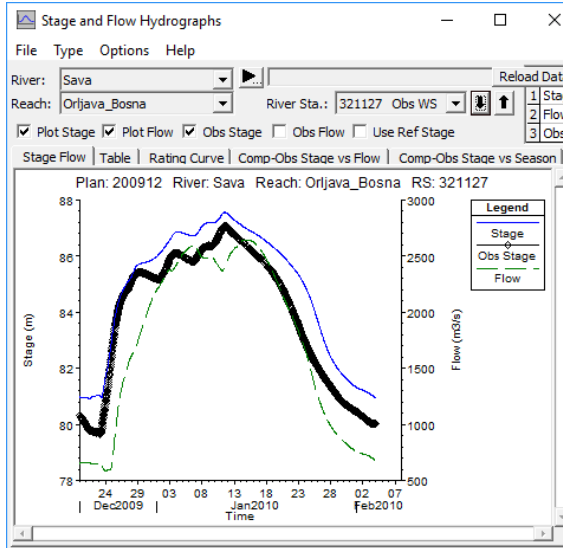 Stage and Flow Hydrographs
File Type Options Help
River: Sava Reload Dat
Reach: Orljava_Bosna River Sta.: 321127 Obs WS
1 Sta
2 Flow
3 Obs
Plot Stage Plot Flow Obs Stage Obs Flow Use Ref Stage
Stage Flow Table Rating Curve Comp-Obs Stage vs Flow Comp-Obs Stage vs Season
Plan: 200912 River: Sava Reach: Orljava_Bosna RS: 321127
Legend
Stage
Obs Stage
Flow
Stage (m)
88
86
84
82
80
78
3000
2500
2000
1500
1000
500
Flow (m3/s)
24 29 03 08 13 18 23 28 02 07
Dec2009 Jan2010 Feb2010
Time